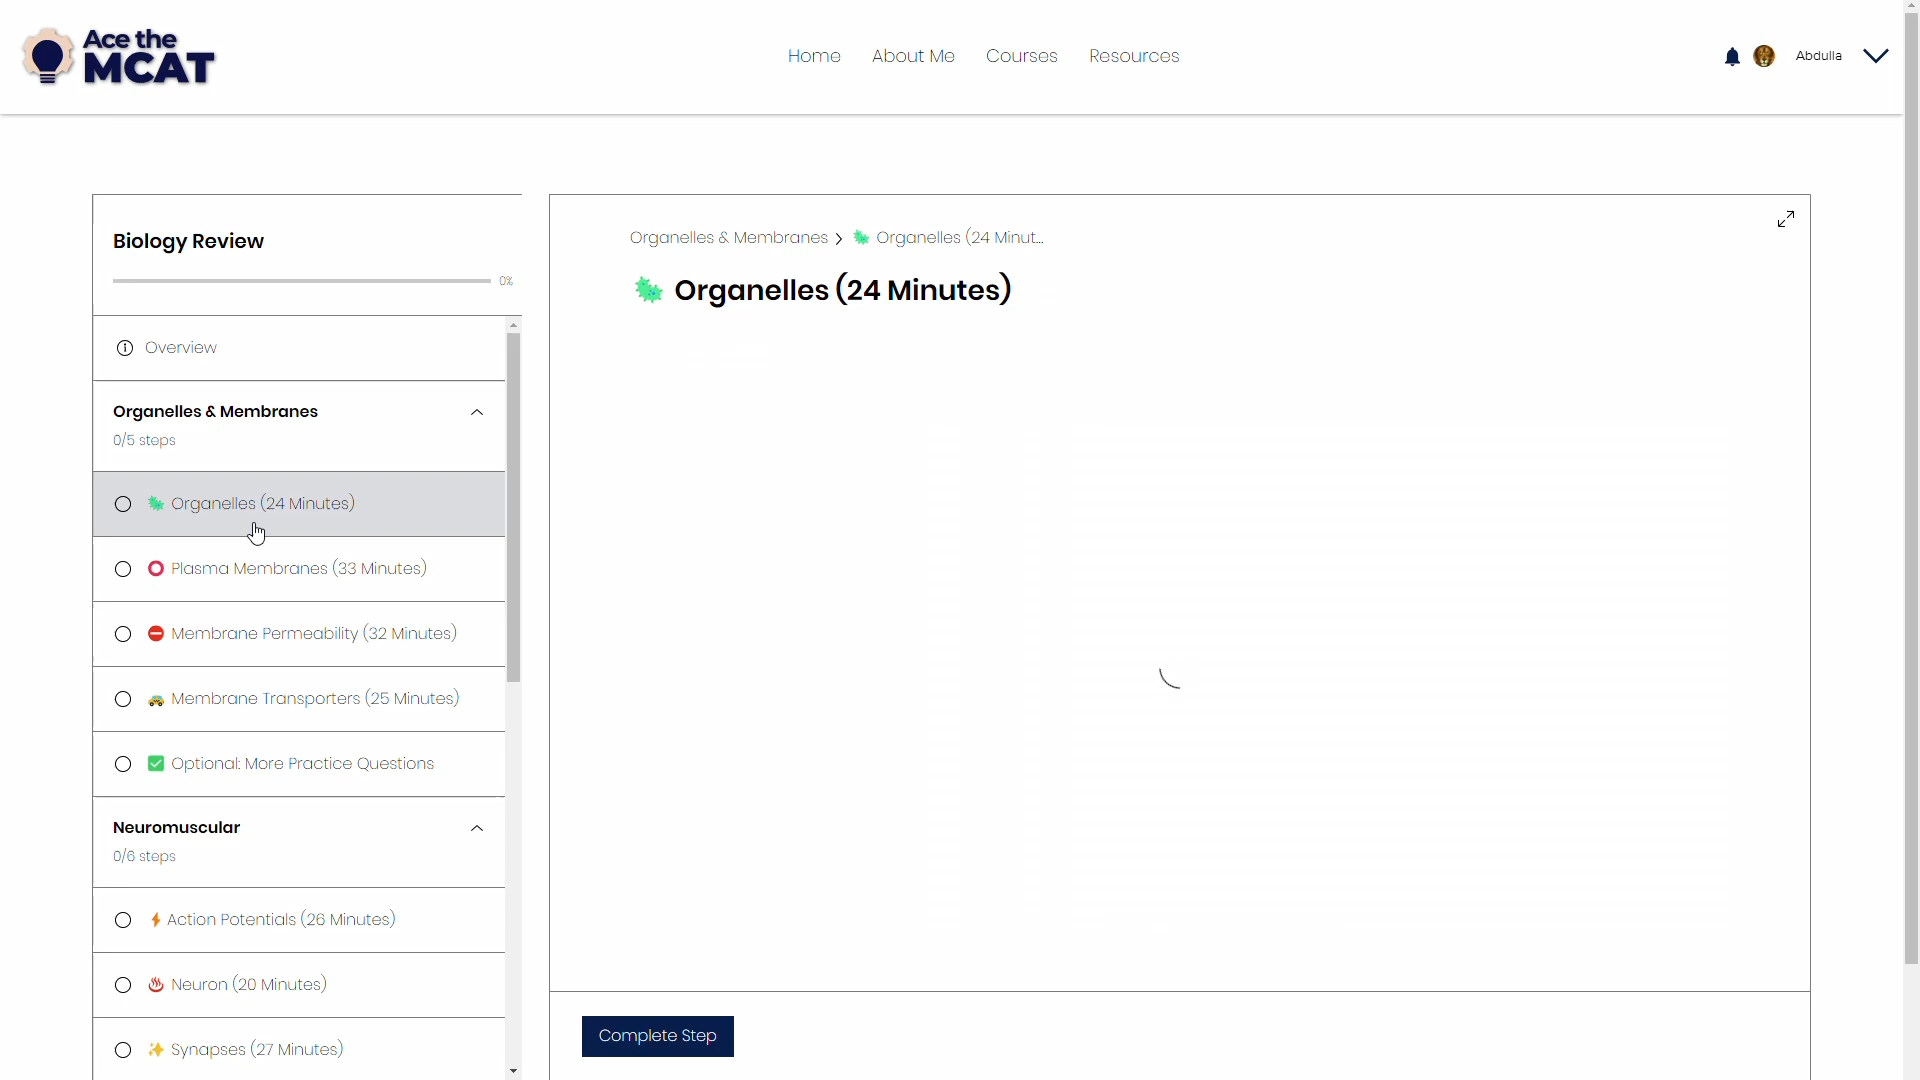 Ace the
MCAT
Home
About Me
Courses
Resources
Abdulla
Biology Review
0%
Overview
Organelles & Membranes
0/5 steps
Organelles (24 Minutes)
Plasma Membranes (33 Minutes)
Membrane Permeability (32 Minutes)
Membrane Transporters (25 Minutes)
Optional: More Practice Questions
Neuromuscular
0/6 steps
Action Potentials (26 Minutes)
Neuron (20 Minutes)
Synapses (27 Minutes)
Organelles & Membranes > Organelles (24 Minut...
Organelles (24 Minutes)
Complete Step